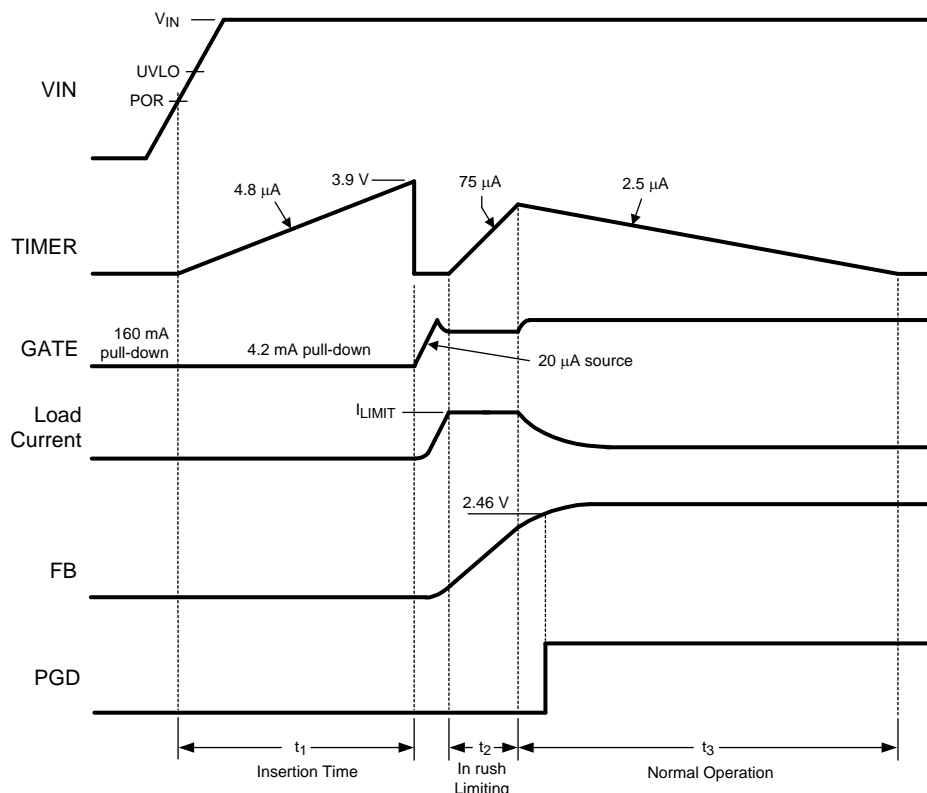 VIN
UVLO
VIN
POR
4.8 μA
3.9 V
75 μA
2.5 μA
TIMER
160 mA
pull-down
GATE
4.2 mA pull-down
20 μA source
ILIMIT
Load
Current
2.46 V
FB
PGD
t1
t2
t3
Insertion Time
In rush
Limiting
Normal Operation